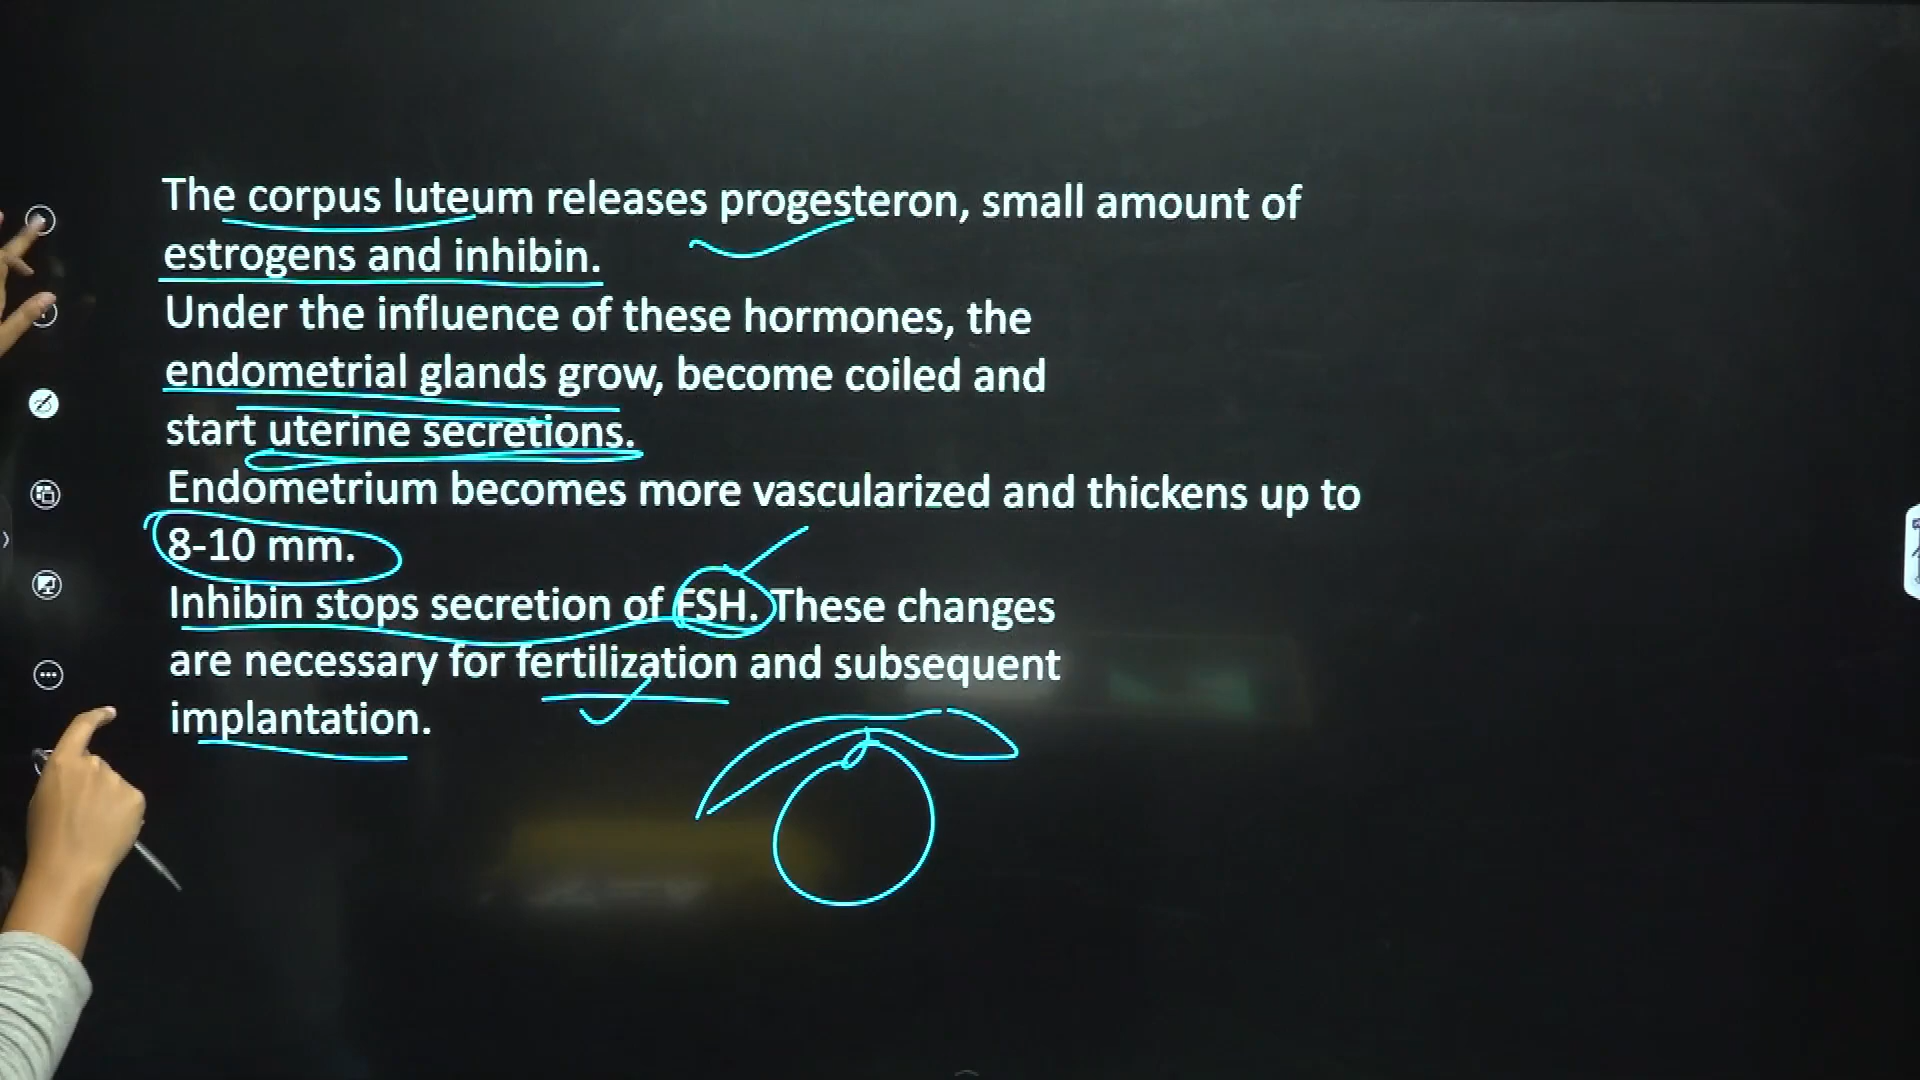 The corpus luteum releases progesteron, small amount of
estrogens and inhibin.
Under the influence of these hormones, the
endometrial glands grow, become coiled and
start uterine secretions.
Endometrium becomes more vascularized and thickens up to
8-10 mm.
Inhibin stops secretion of FSH. These changes
are necessary for fertilization and subsequent
implantation.